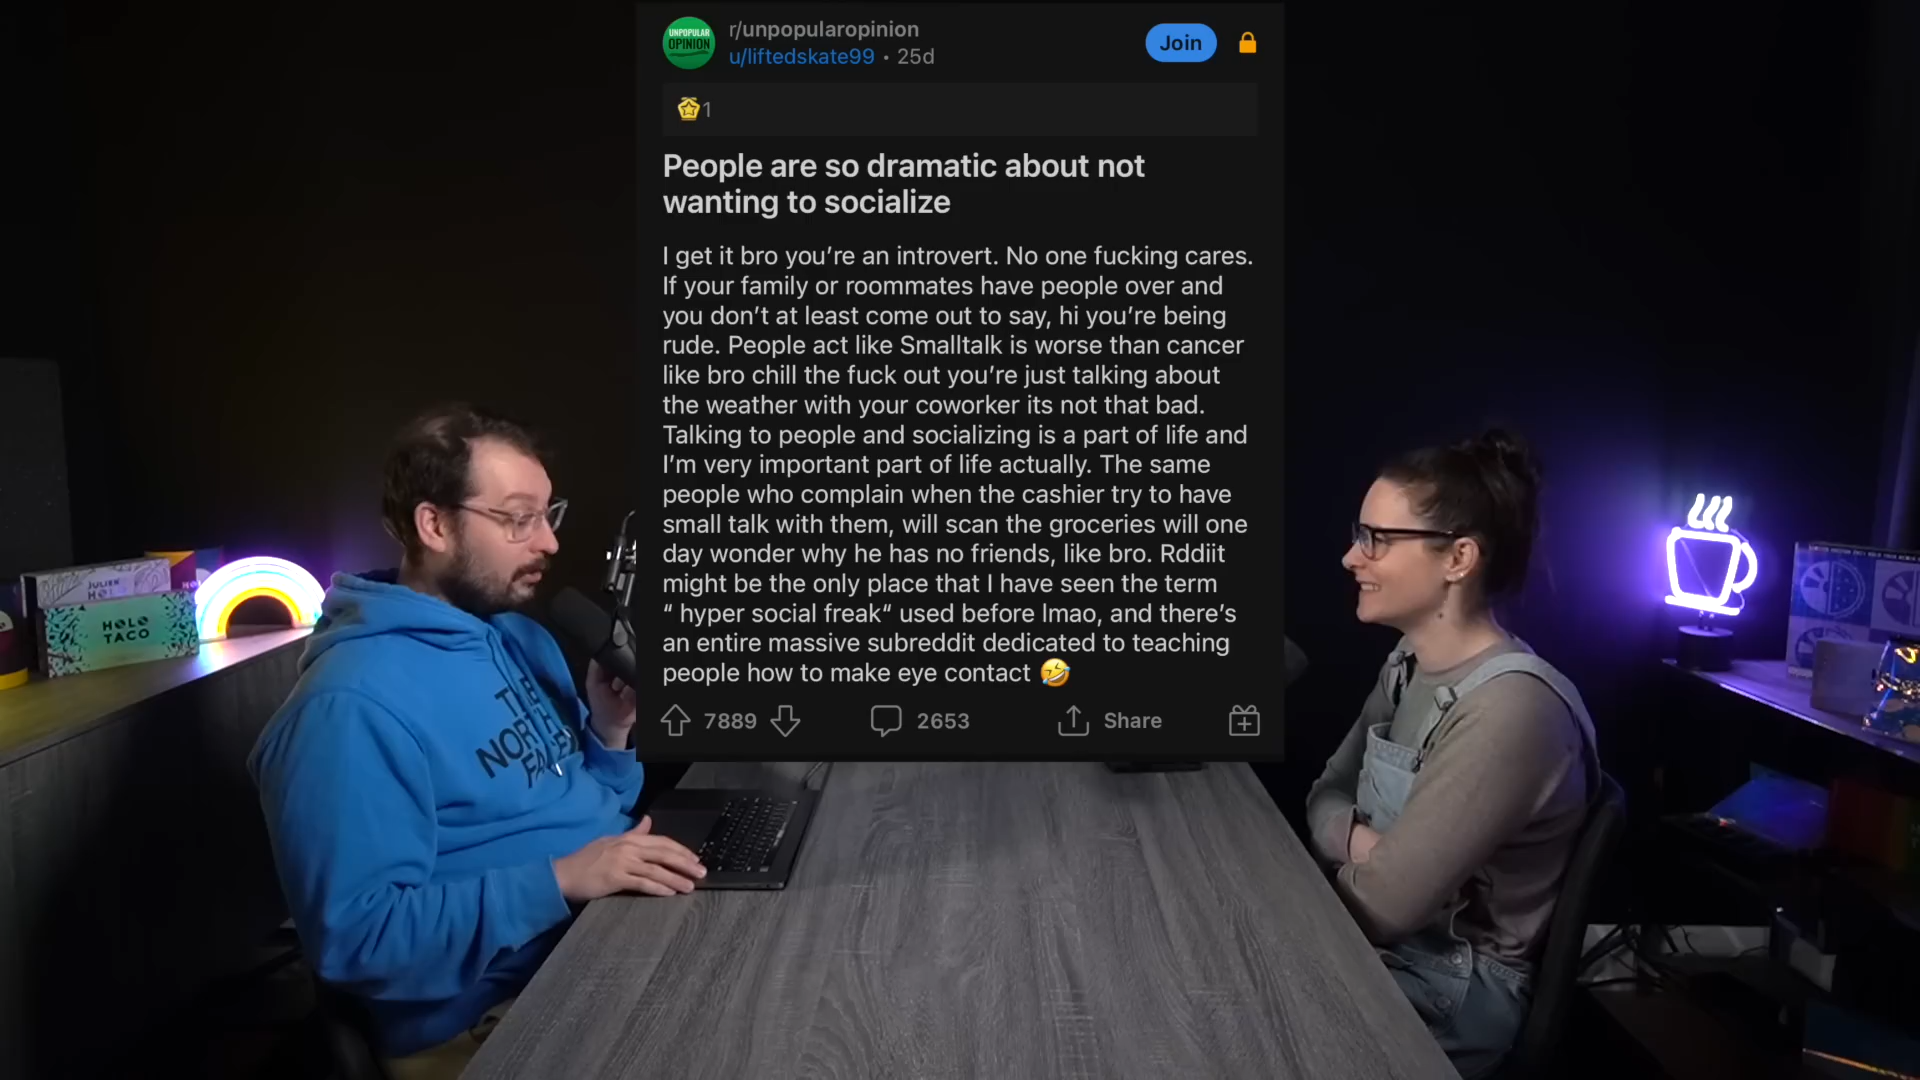 UNPOPULAR
OPINION
r/unpopularopinion
u/liftedskate99 • 25d
Join
1
People are so dramatic about not
wanting to socialize
I get it bro you’re an introvert. No one fucking cares.
If your family or roommates have people over and
you don’t at least come out to say, hi you’re being
rude. People act like Smalltalk is worse than cancer
like bro chill the fuck out you’re just talking about
the weather with your coworker its not that bad.
Talking to people and socializing is a part of life and
I’m very important part of life actually. The same
people who complain when the cashier try to have
small talk with them, will scan the groceries will one
day wonder why he has no friends, like bro. Rddiit
might be the only place that I have seen the term
“ hyper social freak“ used before lmao, and there’s
an entire massive subreddit dedicated to teaching
people how to make eye contact 🤣
7889
2653
Share
HOLO
TACO